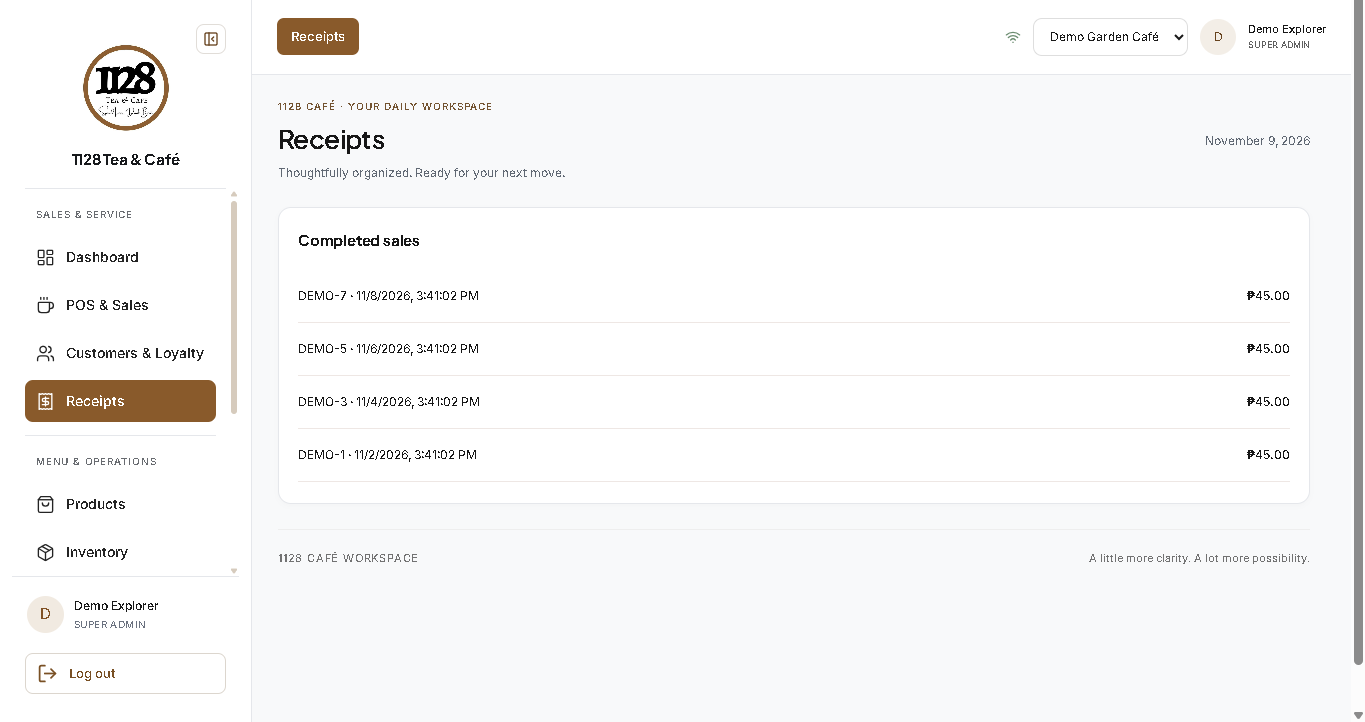 1128
Tea & Cafe
1128 Tea & Café
SALES & SERVICE
Dashboard
POS & Sales
Customers & Loyalty
Receipts
MENU & OPERATIONS
Products
Inventory
D
Demo Explorer
SUPER ADMIN
Log out
Receipts
Demo Garden Café
D
Demo Explorer
SUPER ADMIN
1128 CAFÉ · YOUR DAILY WORKSPACE
Receipts
November 9, 2026
Thoughtfully organized. Ready for your next move.
Completed sales
DEMO-7 · 11/8/2026, 3:41:02 PM ₱45.00
DEMO-5 · 11/6/2026, 3:41:02 PM ₱45.00
DEMO-3 · 11/4/2026, 3:41:02 PM ₱45.00
DEMO-1 · 11/2/2026, 3:41:02 PM ₱45.00
1128 CAFÉ WORKSPACE
A little more clarity. A lot more possibility.